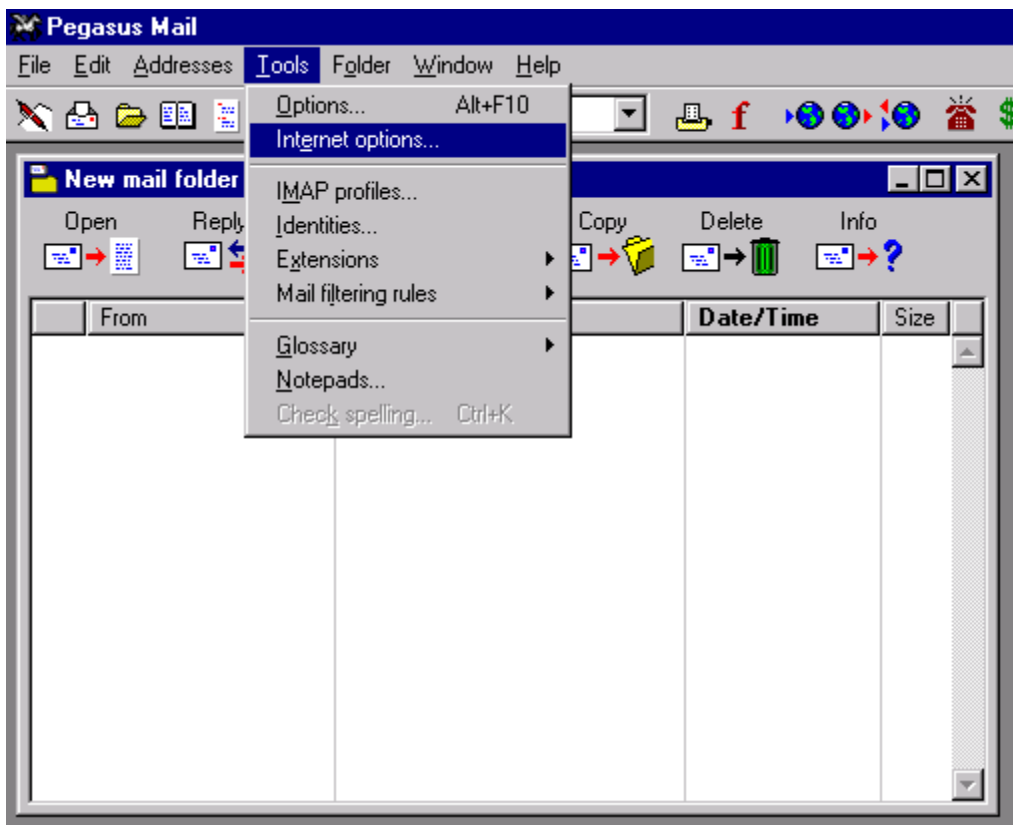 Pegasus Mail
File Edit Addresses Tools Folder Window Help
Options... Alt+F10
Internet options...
IMAP profiles...
Identities...
Extensions
Mail filtering rules
Glossary
Notepads...
Check spelling... Ctrl+K
New mail folder
Open Reply Copy Delete Info
From Date/Time Size